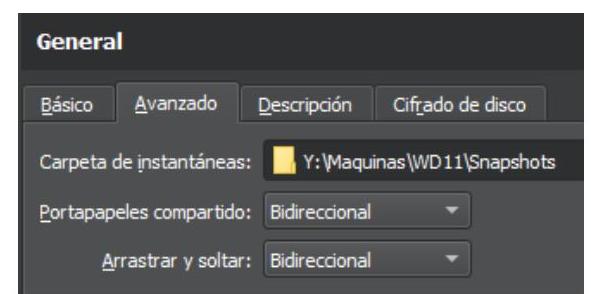 General
Básico Avanzado Descripción Cifrado de disco
Carpeta de instantáneas: Y:\Maquinas\WD11\Snapshots
Portapapeles compartido: Bidireccional
Arrastrar y soltar: Bidireccional